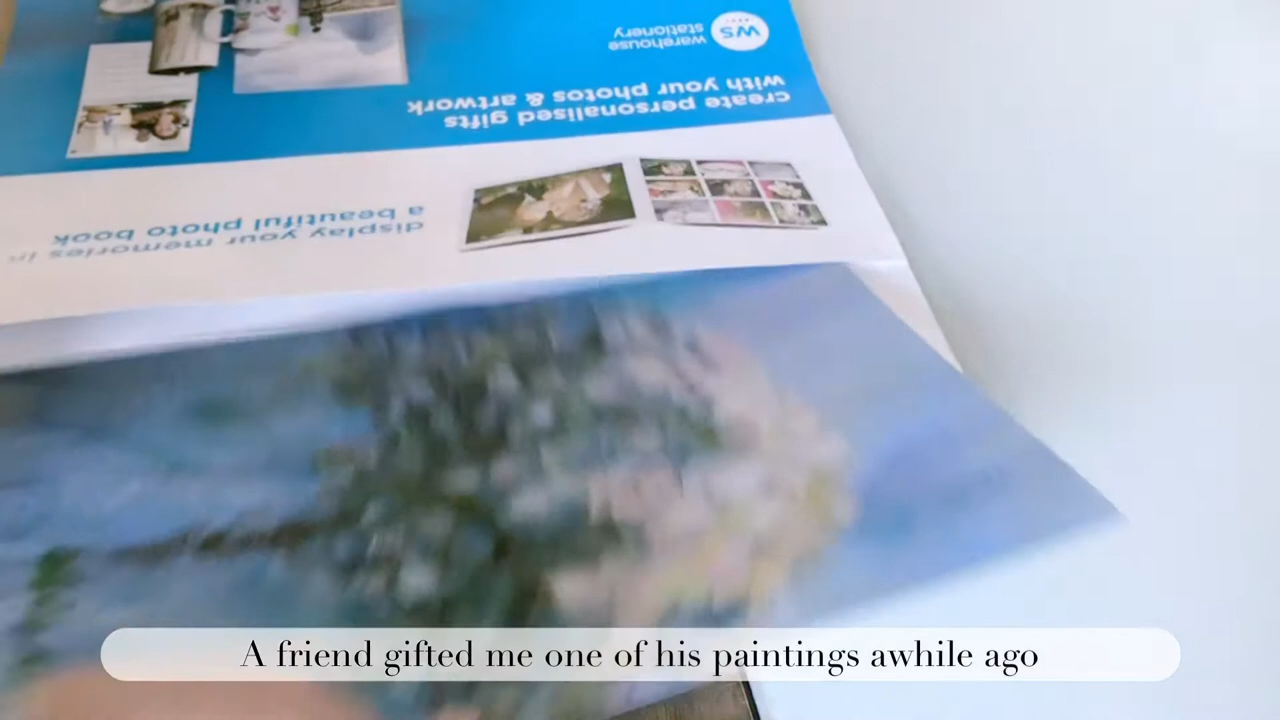 WS
warehouse
stationery
create personalised gifts
with your photos & artwork
display your memories in
a beautiful photo book
A friend gifted me one of his paintings awhile ago